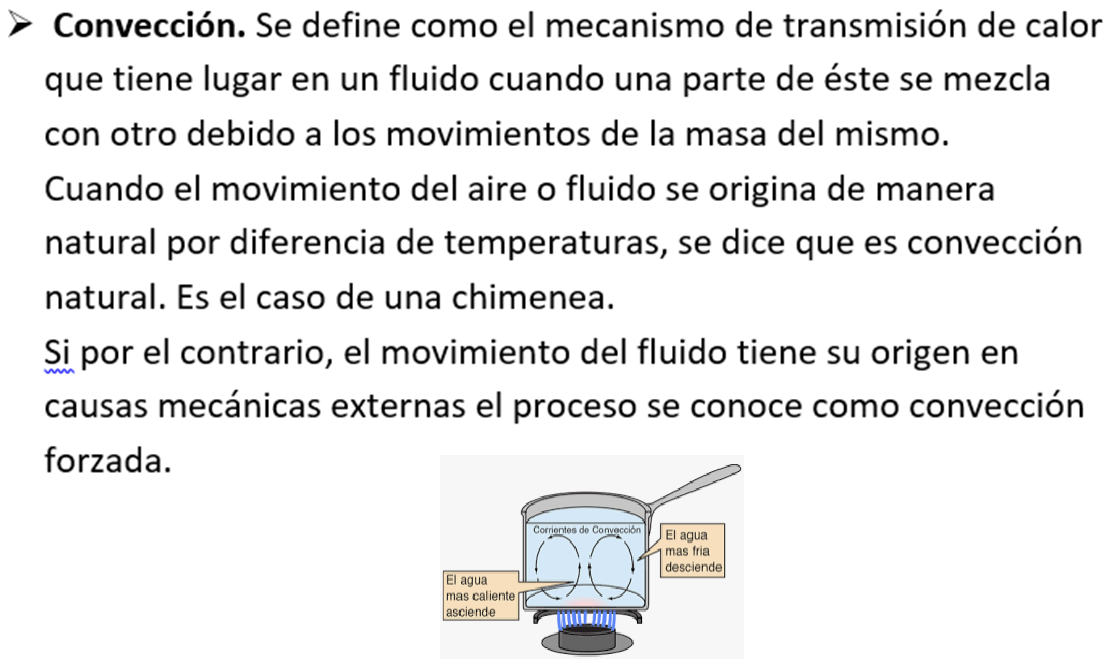 ➢ Convección. Se define como el mecanismo de transmisión de calor
que tiene lugar en un fluido cuando una parte de éste se mezcla
con otro debido a los movimientos de la masa del mismo.
Cuando el movimiento del aire o fluido se origina de manera
natural por diferencia de temperaturas, se dice que es convección
natural. Es el caso de una chimenea.
Si por el contrario, el movimiento del fluido tiene su origen en
causas mecánicas externas el proceso se conoce como convección
forzada.
Corrientes de Convección
El agua
mas fria
desciende
El agua
mas caliente
asciende